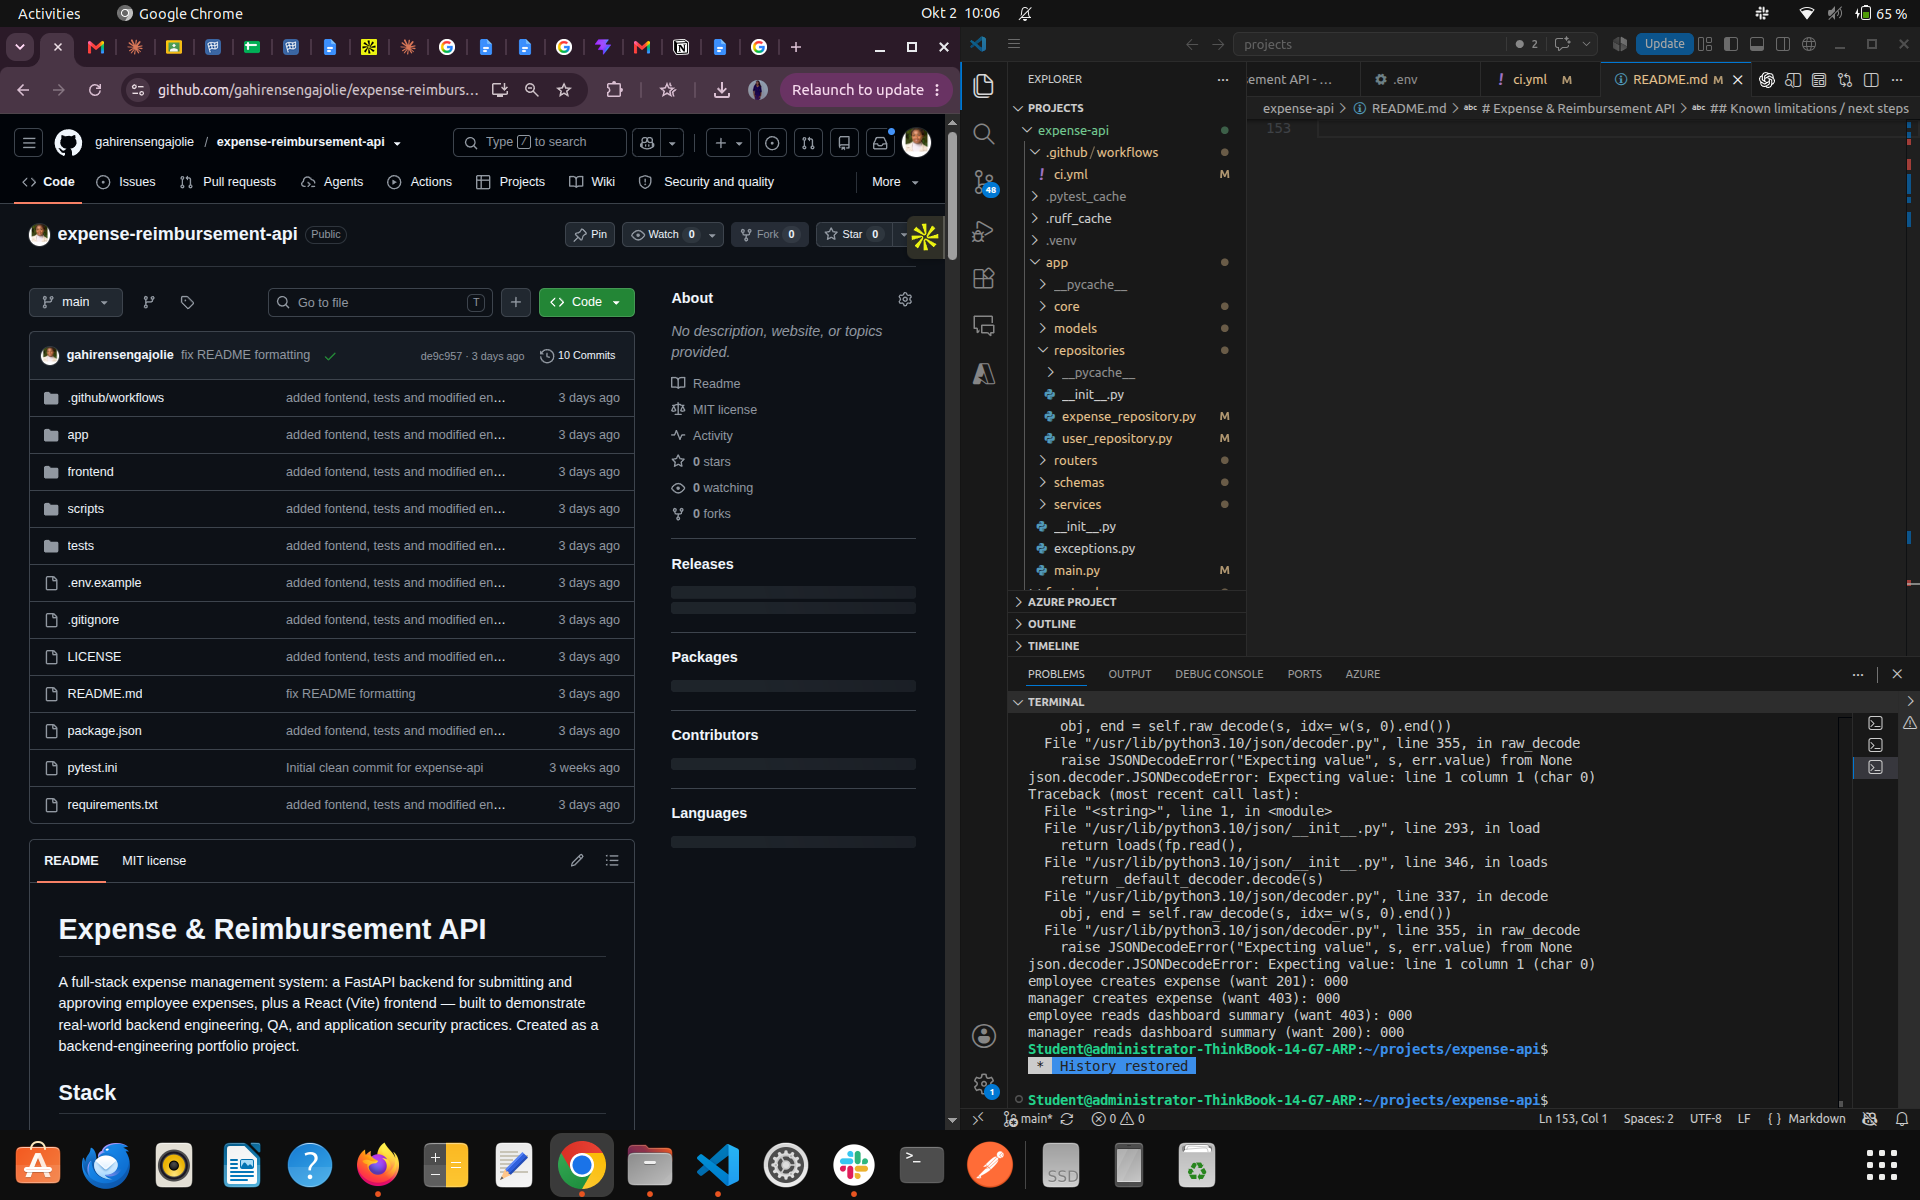 Activities
Google Chrome
Okt 2 10:06
65 %
github.com/gahirensengajolie/expense-reimburs...
Relaunch to update
gahirensengajolie / expense-reimbursement-api
Type / to search
Code
Issues
Pull requests
Agents
Actions
Projects
Wiki
Security and quality
More
expense-reimbursement-api
Public
Pin
Watch 0
Fork 0
Star 0
main
Go to file
T
Code
gahirensengajolie fix README formatting
de9c957 · 3 days ago
10 Commits
.github/workflows added fontend, tests and modified en... 3 days ago
app added fontend, tests and modified en... 3 days ago
frontend added fontend, tests and modified en... 3 days ago
scripts added fontend, tests and modified en... 3 days ago
tests added fontend, tests and modified en... 3 days ago
.env.example added fontend, tests and modified en... 3 days ago
.gitignore added fontend, tests and modified en... 3 days ago
LICENSE added fontend, tests and modified en... 3 days ago
README.md fix README formatting 3 days ago
package.json added fontend, tests and modified en... 3 days ago
pytest.ini Initial clean commit for expense-api 3 weeks ago
requirements.txt added fontend, tests and modified en... 3 days ago
README
MIT license
Expense & Reimbursement API
A full-stack expense management system: a FastAPI backend for submitting and
approving employee expenses, plus a React (Vite) frontend — built to demonstrate
real-world backend engineering, QA, and application security practices. Created as a
backend-engineering portfolio project.
Stack
About
No description, website, or topics
provided.
Readme
MIT license
Activity
0 stars
0 watching
0 forks
Releases
Packages
Contributors
Languages
projects
2
Update
EXPLORER
ement API - ...
.env
ci.yml M
README.md M
expense-api > README.md > # Expense & Reimbursement API > ## Known limitations / next steps
153
PROJECTS
expense-api
.github / workflows
ci.yml M
.pytest_cache
.ruff_cache
.venv
app
__pycache__
core
models
repositories
__pycache__
__init__.py
expense_repository.py M
user_repository.py M
routers
schemas
services
__init__.py
exceptions.py
main.py M
AZURE PROJECT
OUTLINE
TIMELINE
48
1
PROBLEMS
OUTPUT
DEBUG CONSOLE
PORTS
AZURE
TERMINAL
obj, end = self.raw_decode(s, idx=_w(s, 0).end())
File "/usr/lib/python3.10/json/decoder.py", line 355, in raw_decode
raise JSONDecodeError("Expecting value", s, err.value) from None
json.decoder.JSONDecodeError: Expecting value: line 1 column 1 (char 0)
Traceback (most recent call last):
File "<string>", line 1, in <module>
File "/usr/lib/python3.10/json/__init__.py", line 293, in load
return loads(fp.read(),
File "/usr/lib/python3.10/json/__init__.py", line 346, in loads
return _default_decoder.decode(s)
File "/usr/lib/python3.10/json/decoder.py", line 337, in decode
obj, end = self.raw_decode(s, idx=_w(s, 0).end())
File "/usr/lib/python3.10/json/decoder.py", line 355, in raw_decode
raise JSONDecodeError("Expecting value", s, err.value) from None
json.decoder.JSONDecodeError: Expecting value: line 1 column 1 (char 0)
employee creates expense (want 201): 000
manager creates expense (want 403): 000
employee reads dashboard summary (want 403): 000
manager reads dashboard summary (want 200): 000
Student@administrator-ThinkBook-14-G7-ARP:~/projects/expense-api$
* History restored
Student@administrator-ThinkBook-14-G7-ARP:~/projects/expense-api$
main*
0 0
Ln 153, Col 1
Spaces: 2
UTF-8
LF
{ } Markdown
SSD